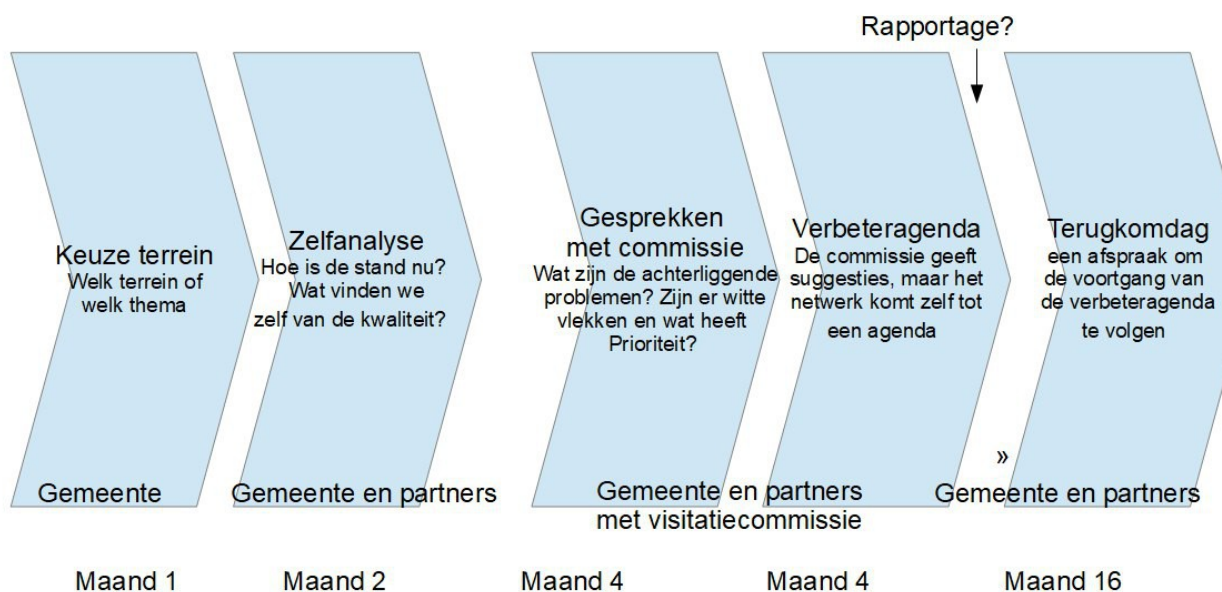 Rapportage?
Keuze terrein
Welk terrein of
welk thema
Zelfanalyse
Hoe is de stand nu?
Wat vinden we
zelf van de kwaliteit?
Gesprekken
met commissie
Wat zijn de achterliggende
problemen? Zijn er witte
vlekken en wat heeft
Prioriteit?
Verbeteragenda
De commissie geeft
suggesties, maar het
netwerk komt zelf tot
een agenda
Terugkomdag
een afspraak om
de voortgang van
de verbeteragenda
te volgen
»
Gemeente
Gemeente en partners
Gemeente en partners
met visitatiecommissie
Gemeente en partners
Maand 1
Maand 2
Maand 4
Maand 4
Maand 16